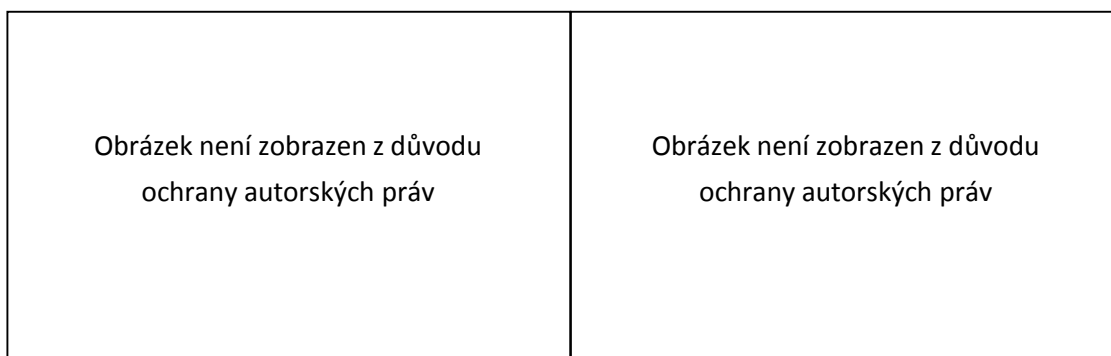 Obrázek není zobrazen z důvodu
ochrany autorských práv
Obrázek není zobrazen z důvodu
ochrany autorských práv